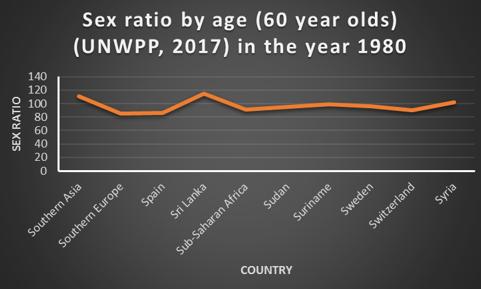 Sex ratio by age (60 year olds)
(UNWPP, 2017) in the year 1980
140
120
100
80
60
40
20
0
SEX RATIO
Southern Asia
Southern Europe
Spain
Sri Lanka
Sub-Saharan Africa
Sudan
Suriname
Sweden
Switzerland
Syria
COUNTRY